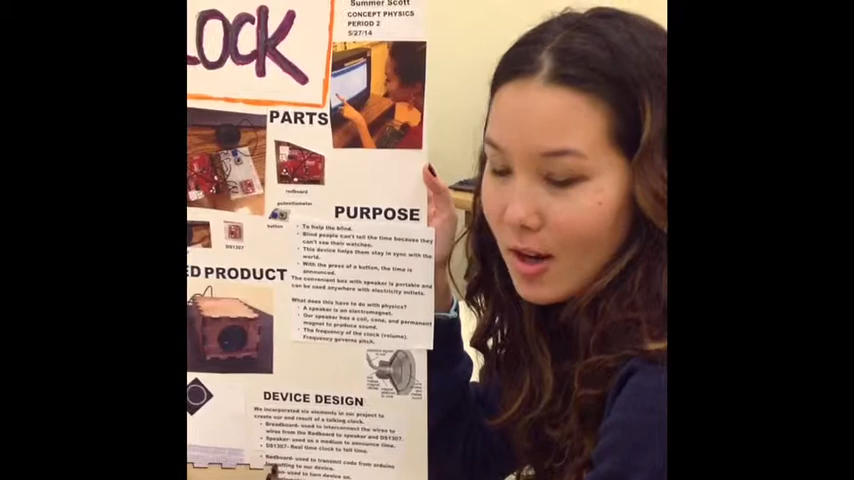 LOCK
Summer Scott
CONCEPT PHYSICS
PERIOD 2
5/27/14
PARTS
redboard
potentiometer
button
DS1307
PURPOSE
To help the blind.
Blind people can't tell the time because they
can't see their watches.
This device helps them stay in sync with the
world.
With the press of a button, the time is
announced.
The convenient box with speaker is portable and
can be used anywhere with electricity outlets.
What does this have to do with physics?
A speaker is an electromagnet.
Our speaker has a coil, cone, and permanent
magnet to produce sound.
The frequency of the clock (volume).
Frequency governs pitch.
ED PRODUCT
DEVICE DESIGN
We incorporated six elements in our project to
create our end result of a talking clock.
Breadboard- used to interconnect the wires to
wires from the Redboard to speaker and DS1307.
Speaker- used as a medium to announce time.
DS1307- Real time clock to tell time.
Redboard- used to transmit code from arduino
to our device.
used to turn device on.